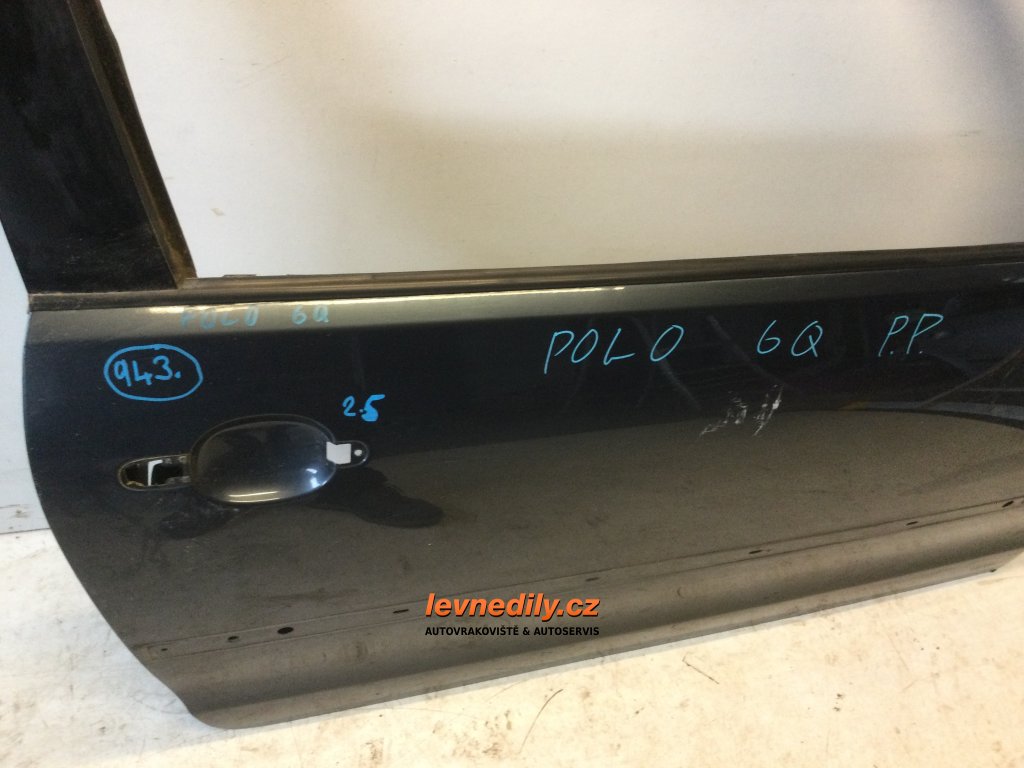 POLO 6Q
943.
2.5
POLO 6Q P.P.
levnedily.cz
AUTOVRAKOVIŠTĚ & AUTOSERVIS